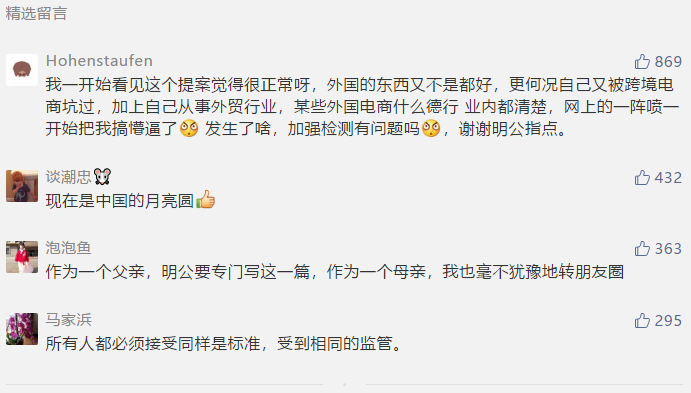 精选留言
Hohenstaufen
869
我一开始看见这个提案觉得很正常呀，外国的东西又不是都好，更何况自己又被跨境电
商坑过，加上自己从事外贸行业，某些外国电商什么德行 业内都清楚，网上的一阵喷一
开始把我搞懵逼了🙄 发生了啥，加强检测有问题吗🙄，谢谢明公指点。
谈潮忠🐭
432
现在是中国的月亮圆👍
泡泡鱼
363
作为一个父亲，明公要专门写这一篇，作为一个母亲，我也毫不犹豫地转朋友圈
马家浜
295
所有人都必须接受同样是标准，受到相同的监管。